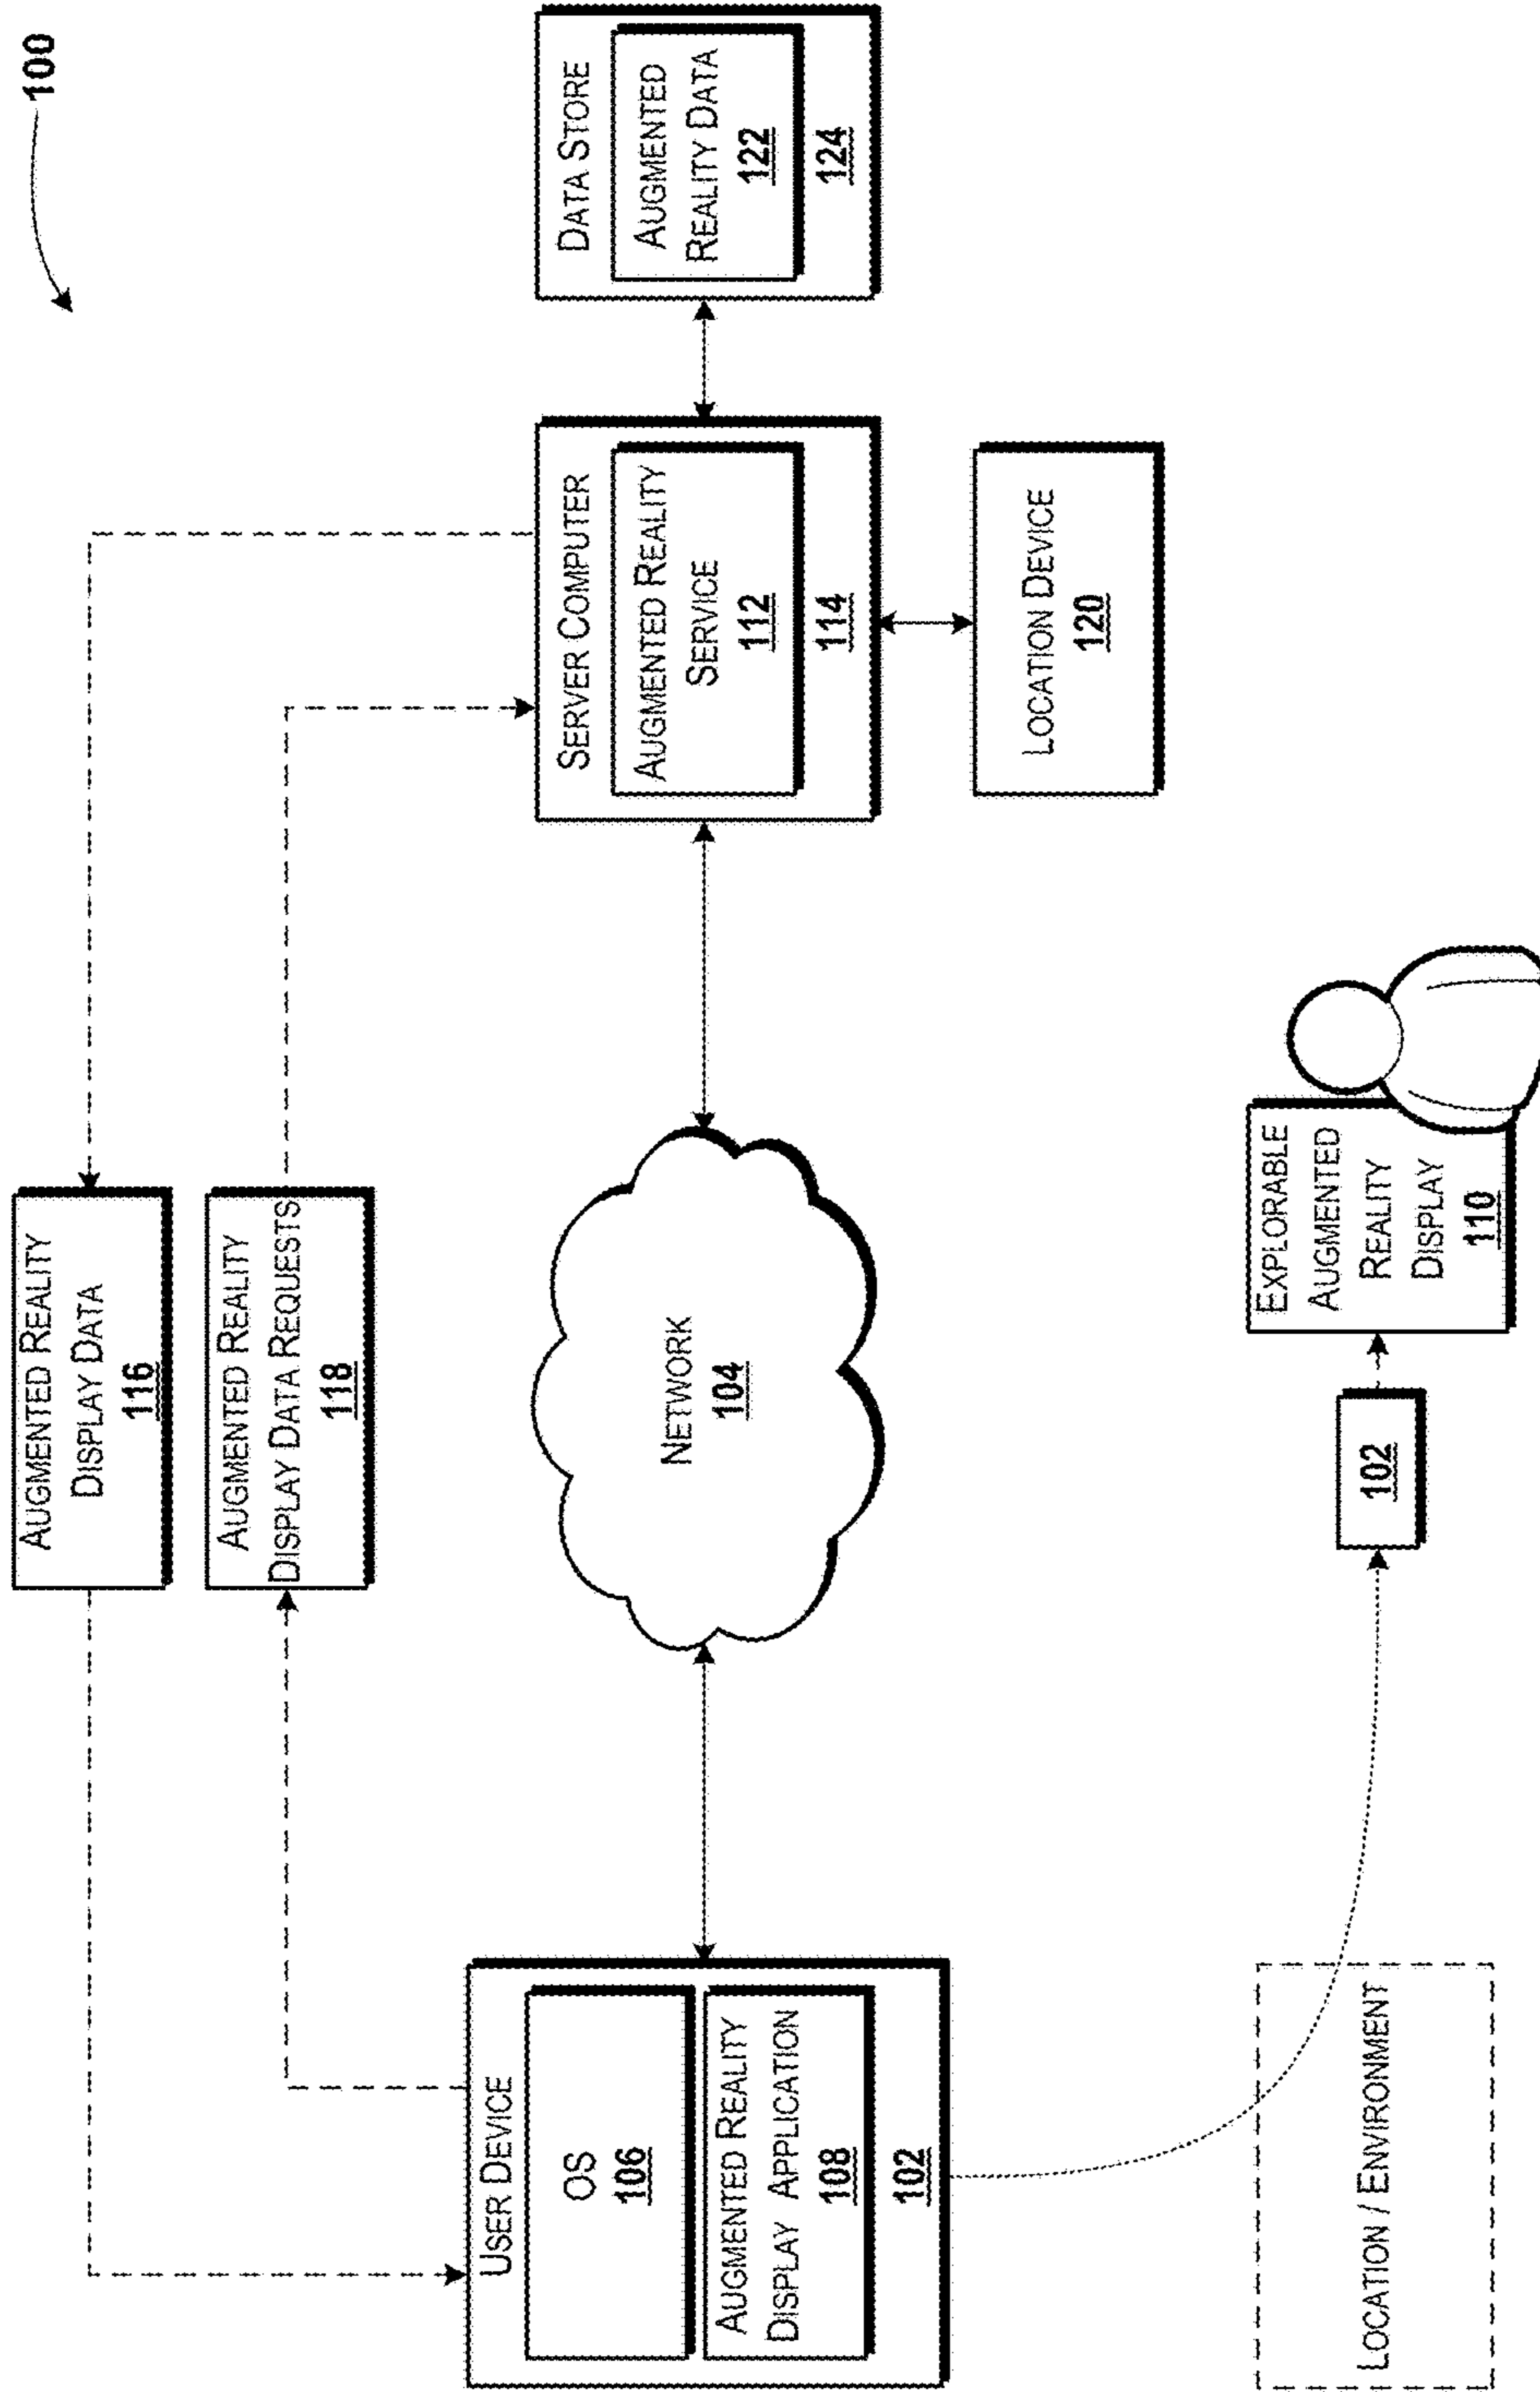 100
AUGMENTED REALITY
DISPLAY DATA
116
AUGMENTED REALITY
DISPLAY DATA REQUESTS
118
USER DEVICE
OS
106
AUGMENTED REALITY
DISPLAY APPLICATION
108
102
NETWORK
104
SERVER COMPUTER
AUGMENTED REALITY
SERVICE
112
114
DATA STORE
AUGMENTED
REALITY DATA
122
124
LOCATION DEVICE
120
LOCATION / ENVIRONMENT
102
EXPLORABLE
AUGMENTED
REALITY
DISPLAY
110